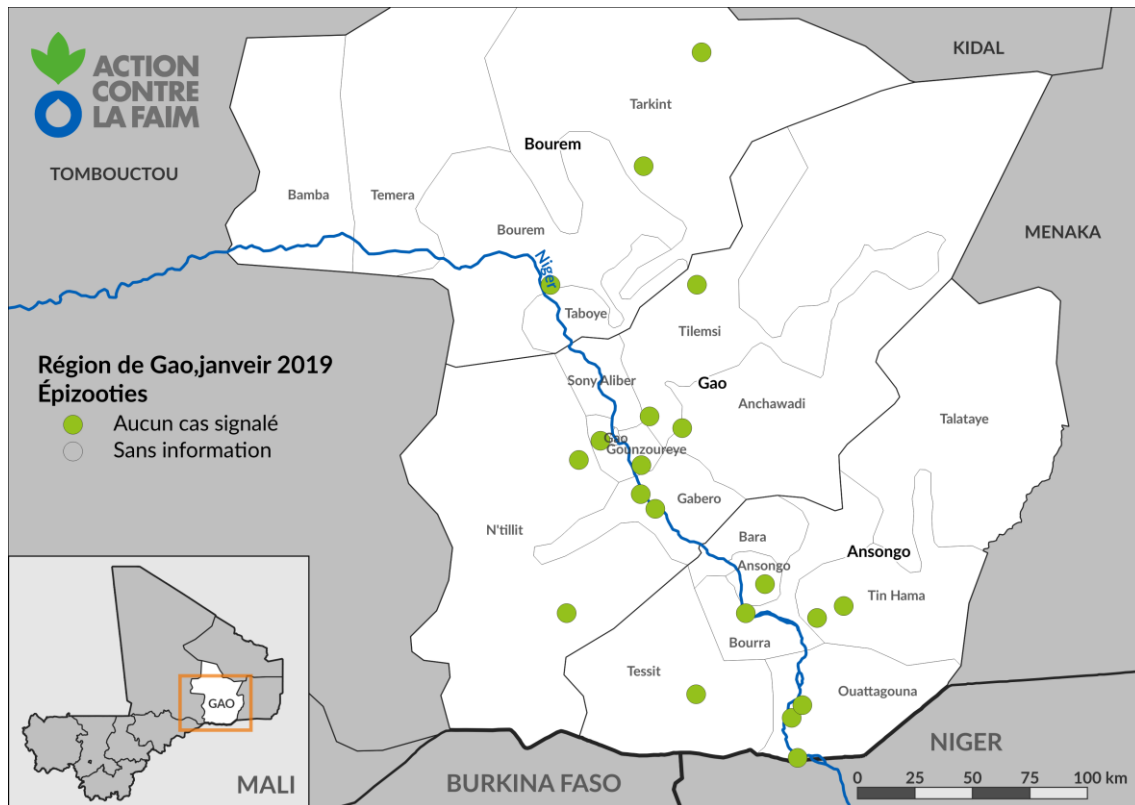 ACTION
CONTRE
LA FAIM
TOMBOUCTOU
KIDAL
MENAKA
Tarkint
Bourem
Bamba
Temera
Bourem
Niger
Taboye
Tilemsi
Région de Gao,janveir 2019
Épizooties
Aucun cas signalé
Sans information
Sony Aliber
Gao
Anchawadi
Talataye
Gao
Gounzoureye
Gabero
N'tillit
Bara
Ansongo
Ansongo
Tin Hama
Bourra
Tessit
Ouattagouna
GAO
MALI
BURKINA FASO
NIGER
0 25 50 75 100 km